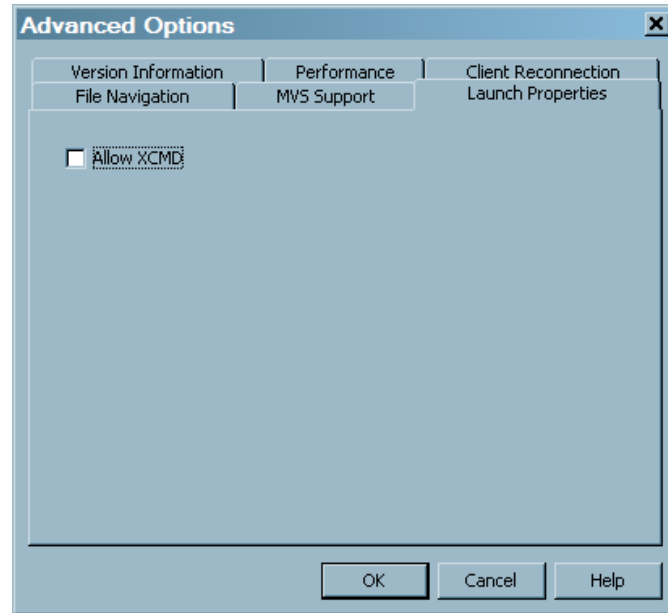 Advanced Options
Version Information Performance Client Reconnection
File Navigation MVS Support Launch Properties
Allow XCMD
OK Cancel Help